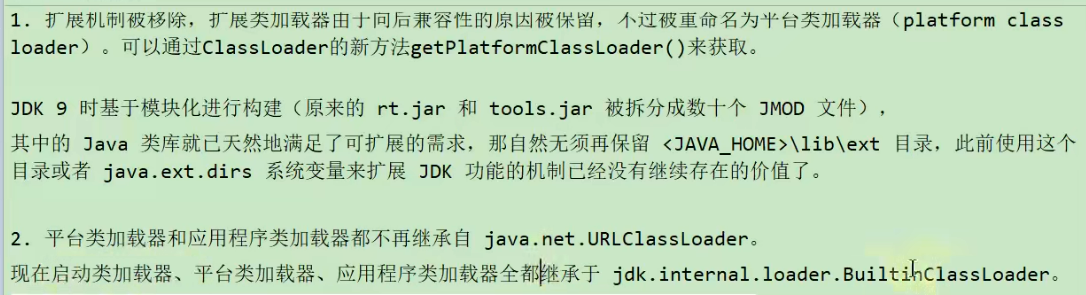 1. 扩展机制被移除，扩展类加载器由于向后兼容性的原因被保留，不过被重命名为平台类加载器（platform class
loader）。可以通过ClassLoader的新方法getPlatformClassLoader()来获取。
JDK 9 时基于模块化进行构建（原来的 rt.jar 和 tools.jar 被拆分成数十个 JMOD 文件），
其中的 Java 类库就已天然地满足了可扩展的需求，那自然无须再保留 <JAVA_HOME>\lib\ext 目录，此前使用这个
目录或者 java.ext.dirs 系统变量来扩展 JDK 功能的机制已经没有继续存在的价值了。
2. 平台类加载器和应用程序类加载器都不再继承自 java.net.URLClassLoader。
现在启动类加载器、平台类加载器、应用程序类加载器全都继承于 jdk.internal.loader.BuiltinClassLoader。